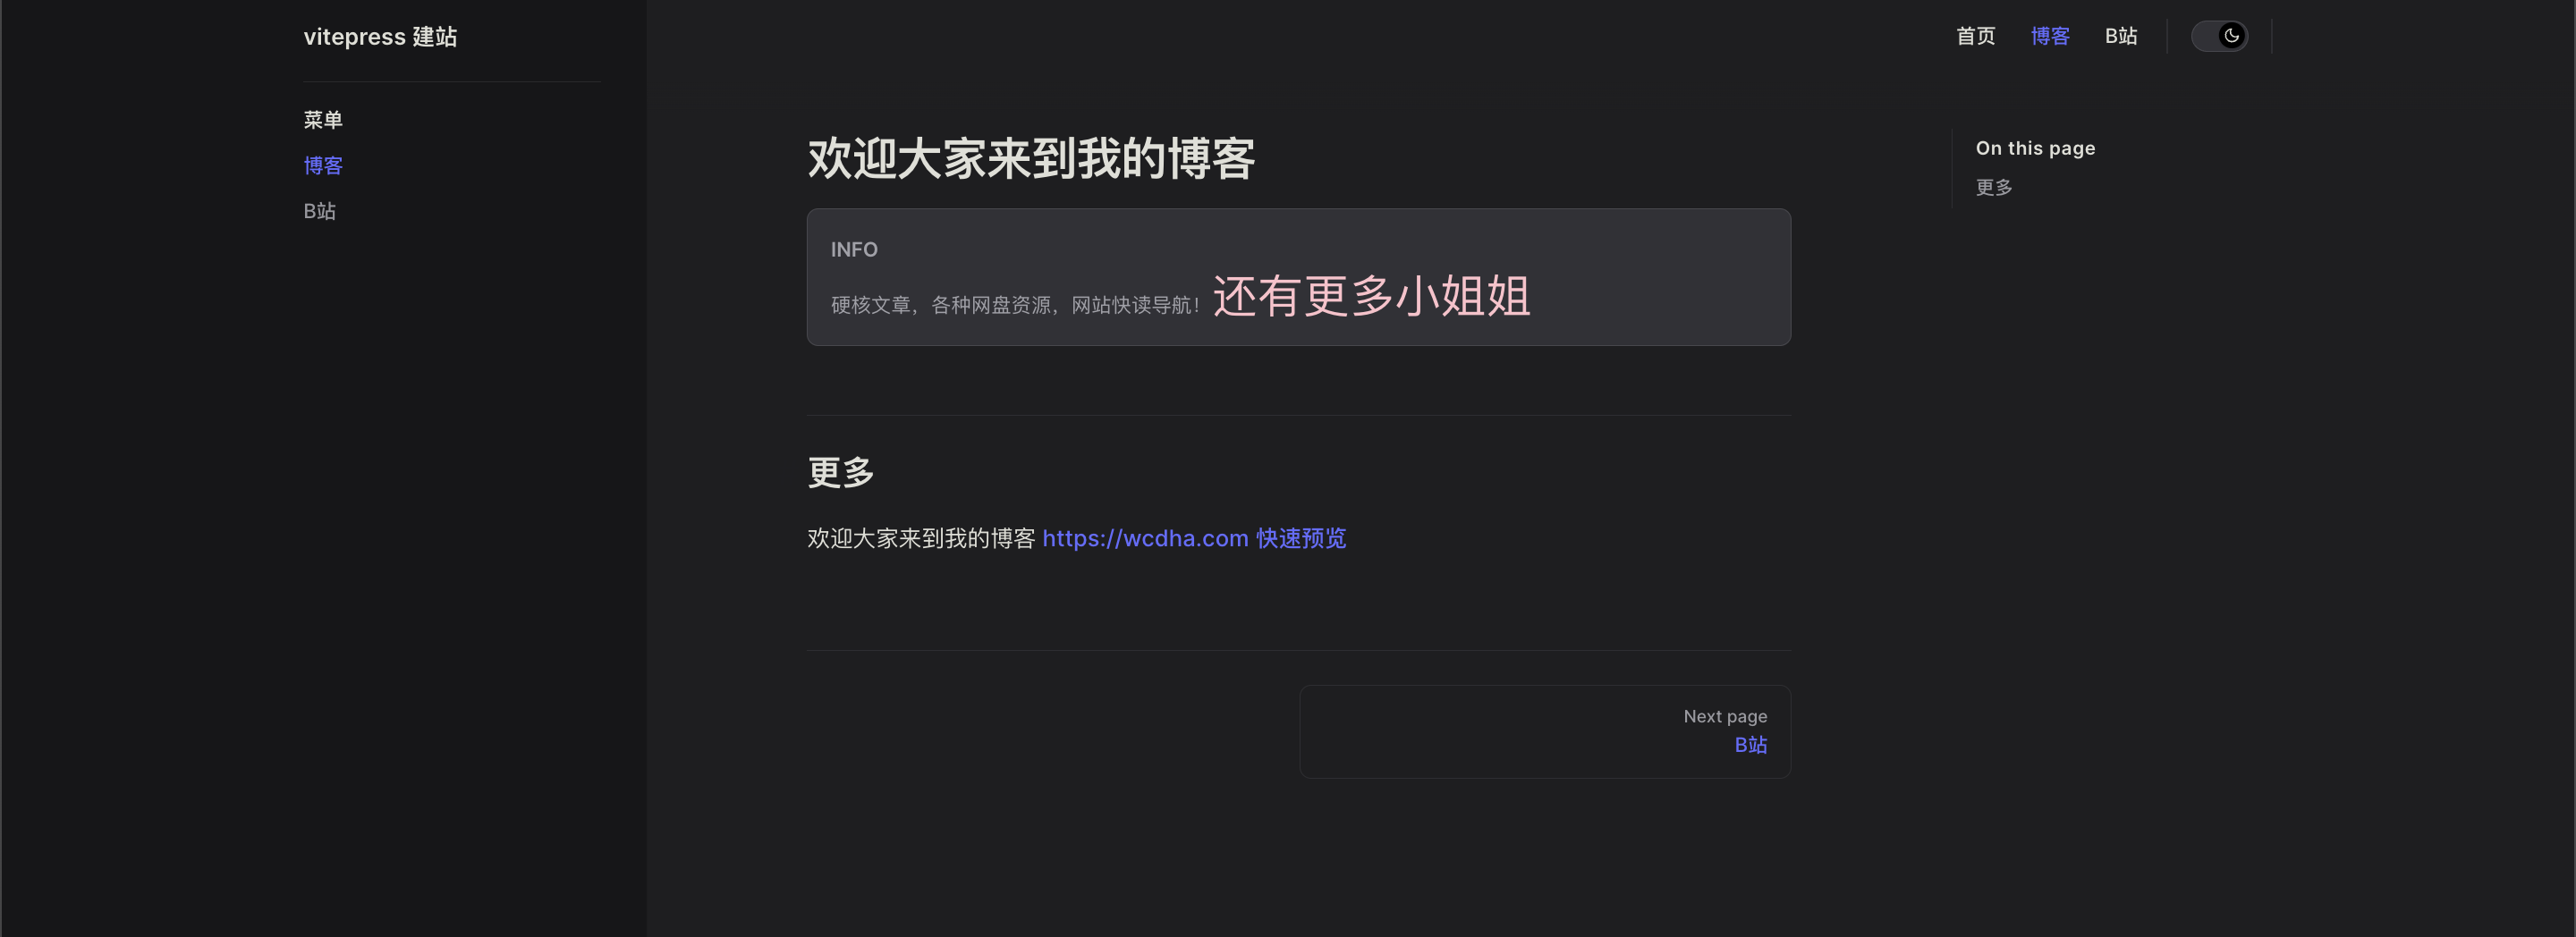 vitepress 建站
首页 博客 B站
菜单
博客
B站
欢迎大家来到我的博客
INFO
硬核文章，各种网盘资源，网站快读导航！还有更多小姐姐
更多
欢迎大家来到我的博客 https://wcdha.com 快速预览
Next page
B站
On this page
更多